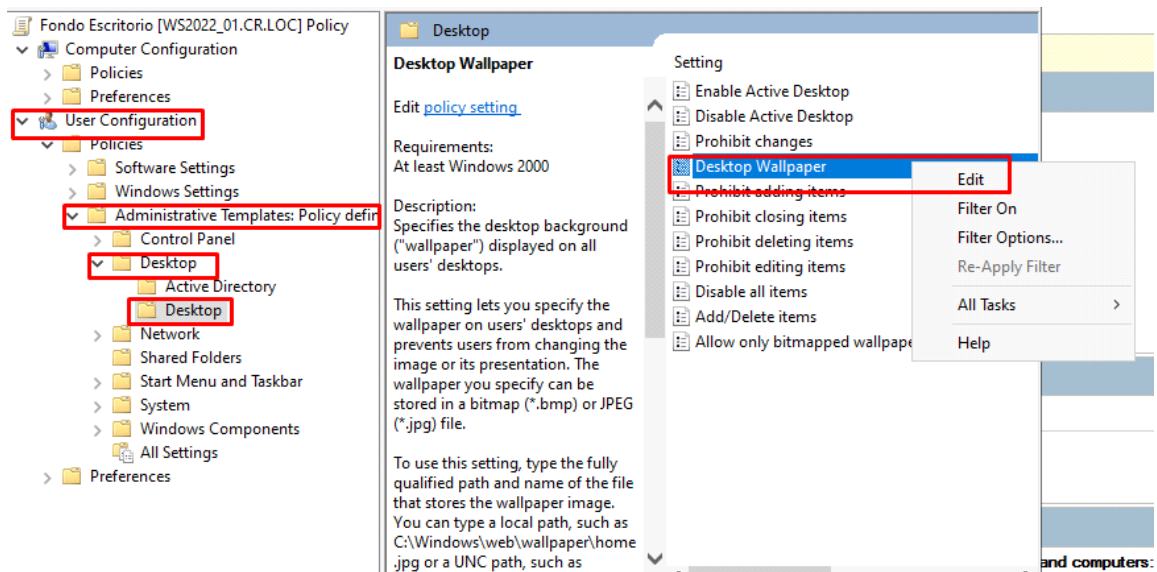 Fondo Escritorio [WS2022_01.CR.LOC] Policy
Computer Configuration
Policies
Preferences
User Configuration
Policies
Software Settings
Windows Settings
Administrative Templates: Policy defin
Control Panel
Desktop
Active Directory
Desktop
Network
Shared Folders
Start Menu and Taskbar
System
Windows Components
All Settings
Preferences
Desktop
Desktop Wallpaper
Edit policy setting
Requirements:
At least Windows 2000
Description:
Specifies the desktop background
("wallpaper") displayed on all
users' desktops.
This setting lets you specify the
wallpaper on users' desktops and
prevents users from changing the
image or its presentation. The
wallpaper you specify can be
stored in a bitmap (*.bmp) or JPEG
(*.jpg) file.
To use this setting, type the fully
qualified path and name of the file
that stores the wallpaper image.
You can type a local path, such as
C:\Windows\web\wallpaper\home
.jpg or a UNC path, such as
Setting
Enable Active Desktop
Disable Active Desktop
Prohibit changes
Desktop Wallpaper
Prohibit adding items
Prohibit closing items
Prohibit deleting items
Prohibit editing items
Disable all items
Add/Delete items
Allow only bitmapped wallpape
Edit
Filter On
Filter Options...
Re-Apply Filter
All Tasks
Help
and computers: